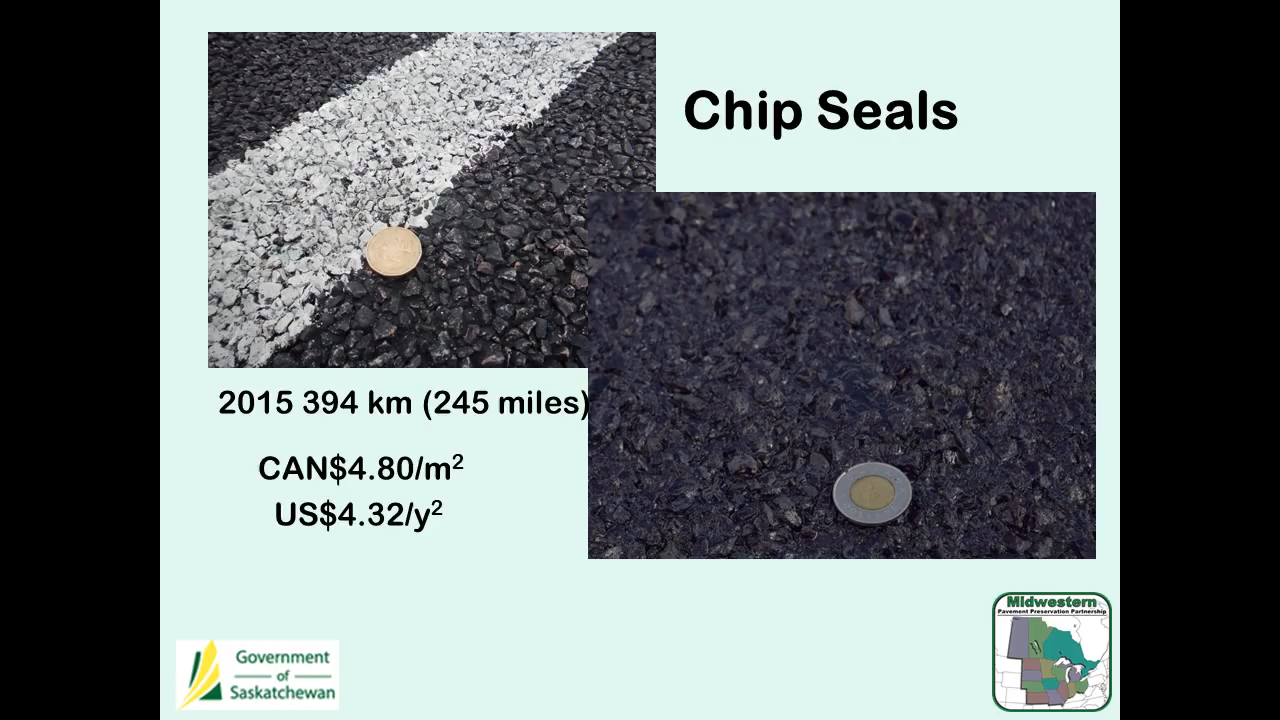 Chip Seals
2015 394 km (245 miles)
CAN$4.80/m²
US$4.32/y²
Government
of
Saskatchewan
Midwestern
Pavement Preservation Partnership